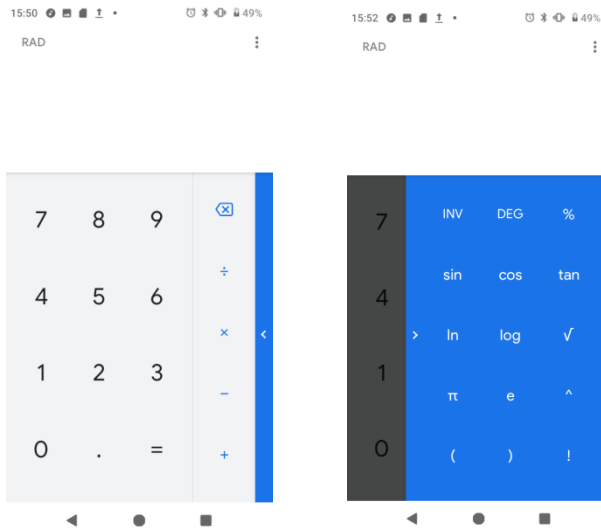 15:50 49%
RAD
7 8 9
÷
4 5 6
×
1 2 3
−
0 . =
+
15:52 49%
RAD
7 INV DEG %
sin cos tan
4
ln log √
1
π e ^
0
( ) !